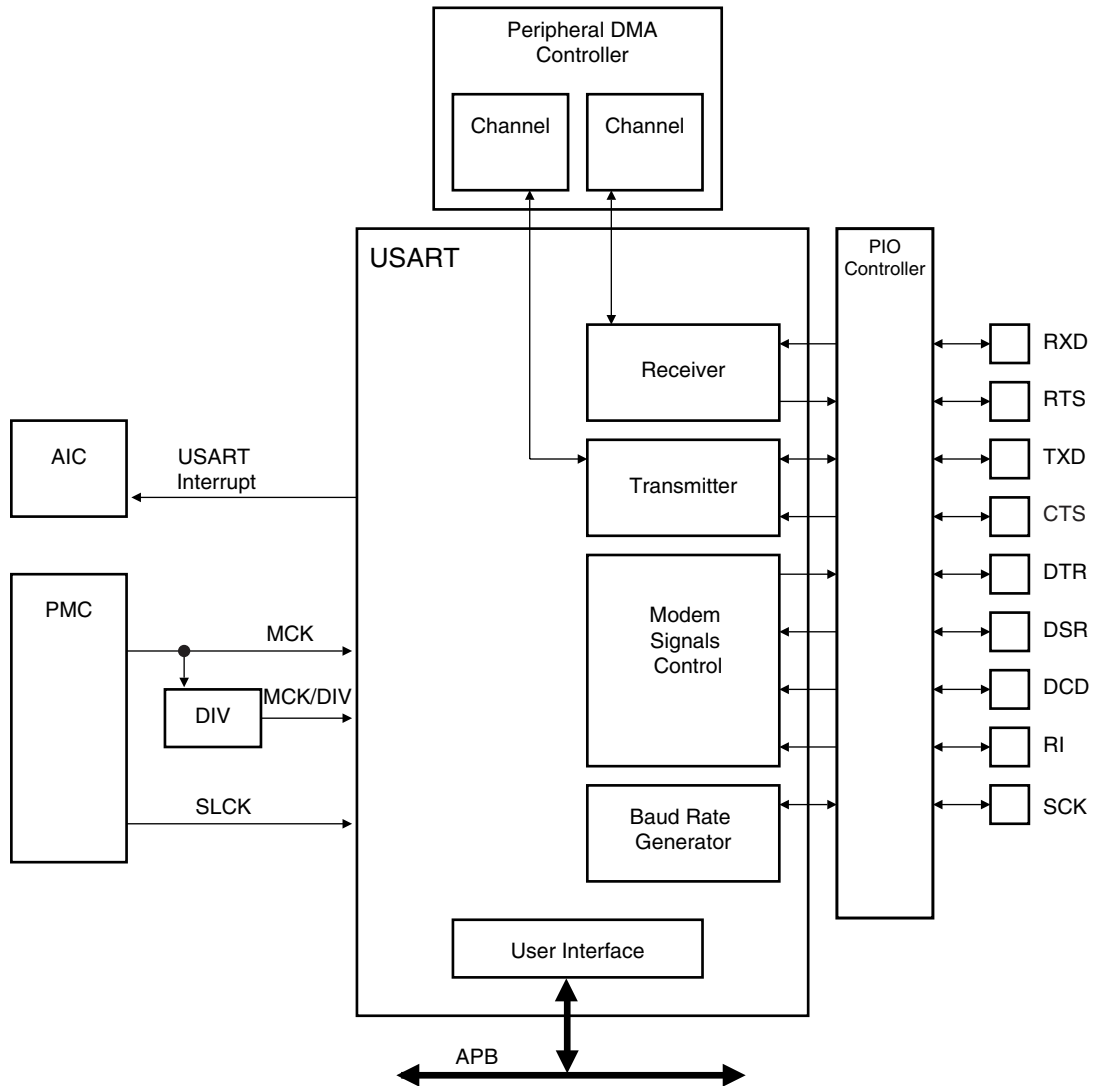 Peripheral DMA
Controller
Channel
Channel
USART
PIO
Controller
Receiver
RXD
RTS
AIC
USART
Interrupt
Transmitter
TXD
CTS
PMC
MCK
DIV
MCK/DIV
SLCK
Modem
Signals
Control
DTR
DSR
DCD
RI
Baud Rate
Generator
SCK
User Interface
APB